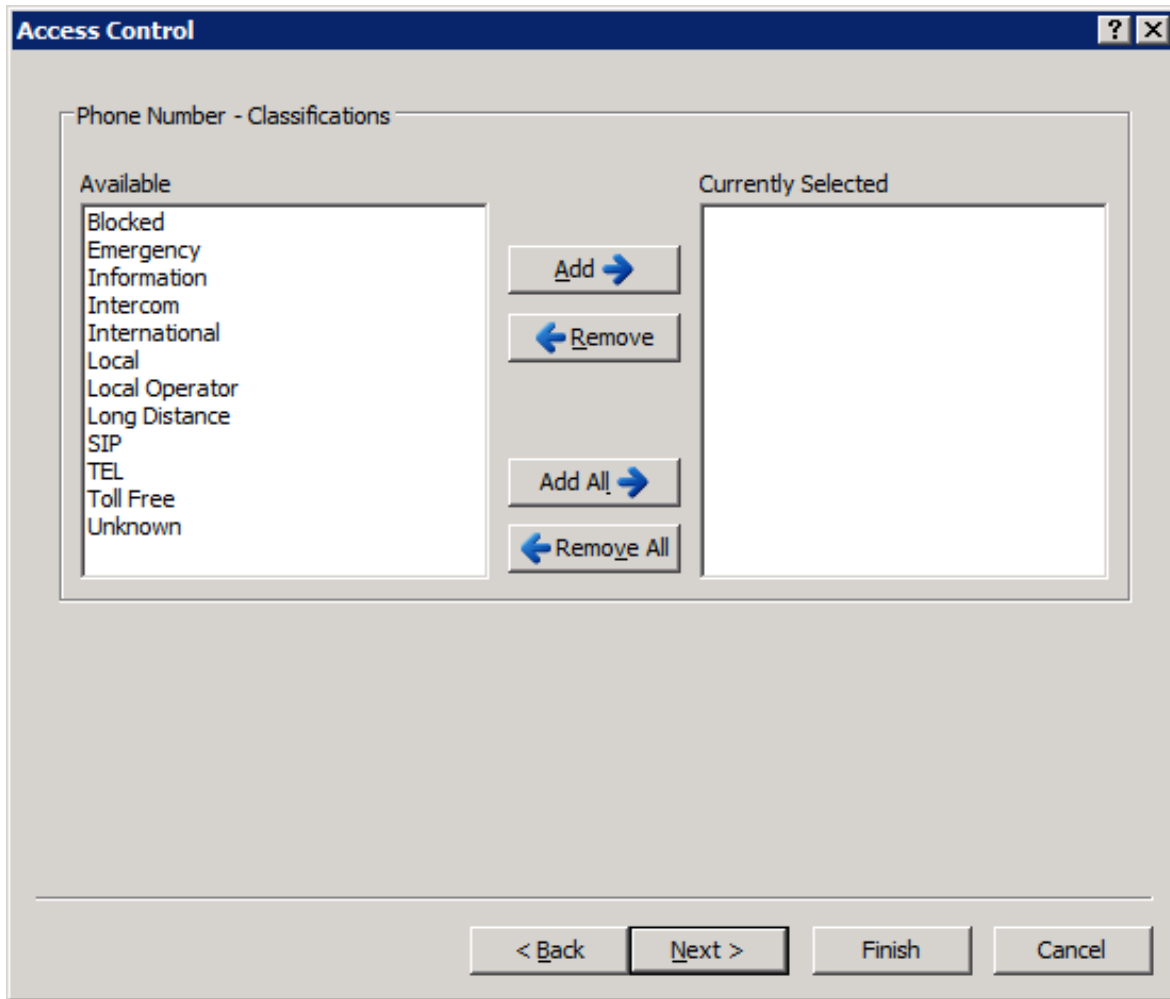 Access Control
Phone Number - Classifications
Available
Currently Selected
Blocked
Emergency
Information
Intercom
International
Local
Local Operator
Long Distance
SIP
TEL
Toll Free
Unknown
Add
Remove
Add All
Remove All
< Back
Next >
Finish
Cancel